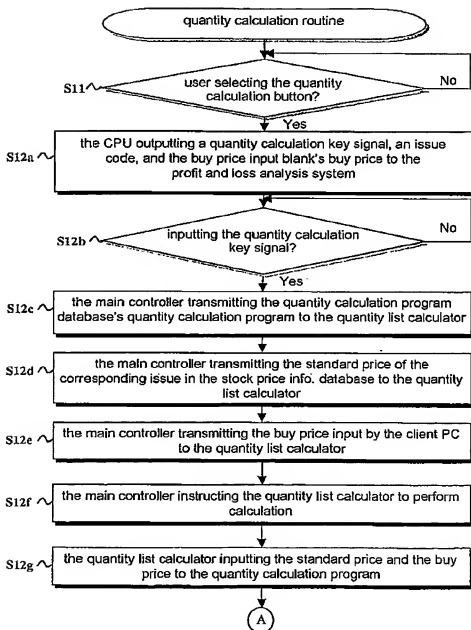 quantity calculation routine
No
S11
user selecting the quantity
calculation button?
Yes
S12a
the CPU outputting a quantity calculation key signal, an
issue code, and the buy price input blank's buy price to the
profit and loss analysis system
No
S12b
inputting the quantity calculation
key signal?
Yes
S12c
the main controller transmitting the quantity calculation program
database's quantity calculation program to the quantity list calculator
S12d
the main controller transmitting the standard price of the
corresponding issue in the stock price info. database to the quantity
list calculator
S12e
the main controller transmitting the buy price input by the client PC
to the quantity list calculator
S12f
the main controller instructing the quantity list calculator to perform
calculation
S12g
the quantity list calculator inputting the standard price and the buy
price to the quantity calculation program
A